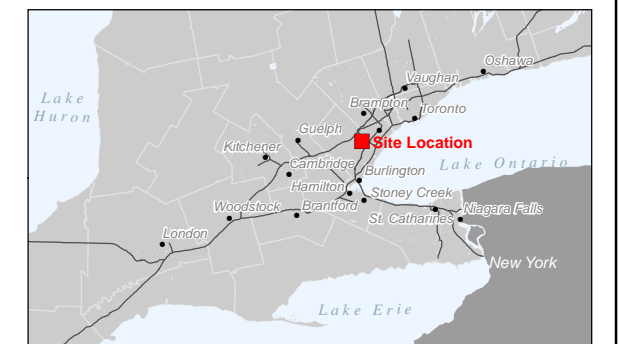 Oshawa
Vaughan
Lake
Huron
Brampton
Toronto
Guelph
Site Location
Kitchener
Cambridge
Lake Ontario
Burlington
Hamilton
Stoney Creek
Woodstock
Brantford
St. Catharines
Niagara Falls
London
New York
Lake Erie